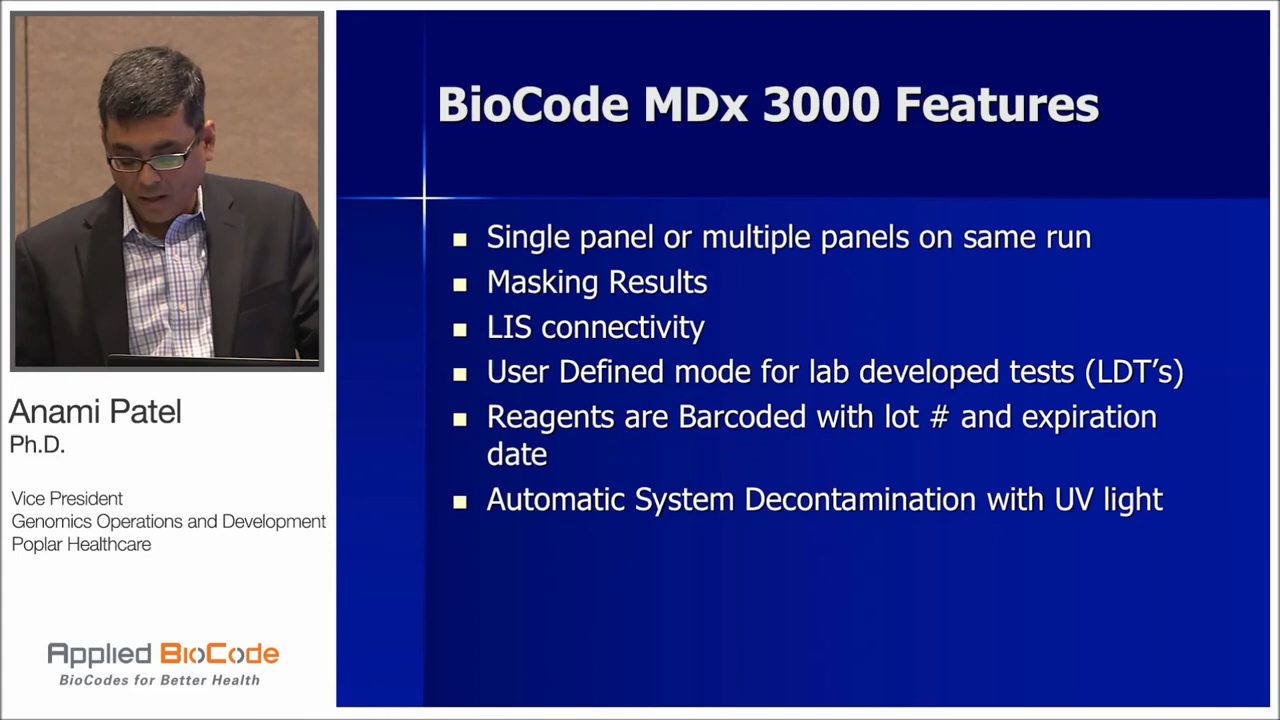 BioCode MDx 3000 Features
Single panel or multiple panels on same run
Masking Results
LIS connectivity
User Defined mode for lab developed tests (LDT’s)
Reagents are Barcoded with lot # and expiration
date
Automatic System Decontamination with UV light
Anami Patel
Ph.D.
Vice President
Genomics Operations and Development
Poplar Healthcare
Applied BioCode
BioCodes for Better Health